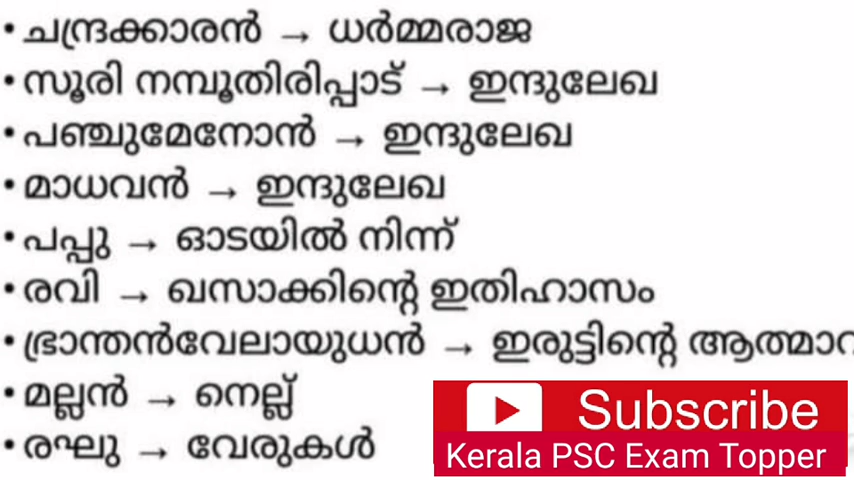 • ചന്ദ്രക്കാരൻ → ധർമ്മരാജ
• സൂരി നമ്പൂതിരിപ്പാട് → ഇന്ദുലേഖ
• പഞ്ചുമേനോൻ → ഇന്ദുലേഖ
• മാധവൻ → ഇന്ദുലേഖ
• പപ്പു → ഓടയിൽ നിന്ന്
• രവി → ഖസാക്കിന്റെ ഇതിഹാസം
• ഭ്രാന്തൻവേലായുധൻ → ഇരുട്ടിന്റെ
• മല്ലൻ → നെല്ല്
• രഘു → വേരുകൾ
Subscribe
Kerala PSC Exam Topper